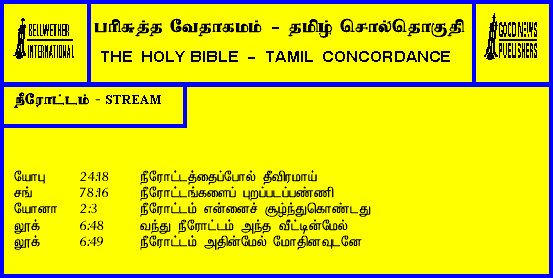 BELLWETHER
INTERNATIONAL
பரிசுத்த வேதாகமம் - தமிழ் சொல்தொகுதி
THE HOLY BIBLE - TAMIL CONCORDANCE
GOOD NEWS
PUBLISHERS
நீரோட்டம் - STREAM
யோபு 24:18 நீரோட்டத்தைப்போல் தீவிரமாய்
சங் 78:16 நீரோட்டங்களைப் புறப்படப்பண்ணி
யோனா 2:3 நீரோட்டம் என்னைச் சூழ்ந்துகொண்டது
லூக் 6:48 வந்து நீரோட்டம் அந்த வீட்டின்மேல்
லூக் 6:49 நீரோட்டம் அதின்மேல் மோதினவுடனே